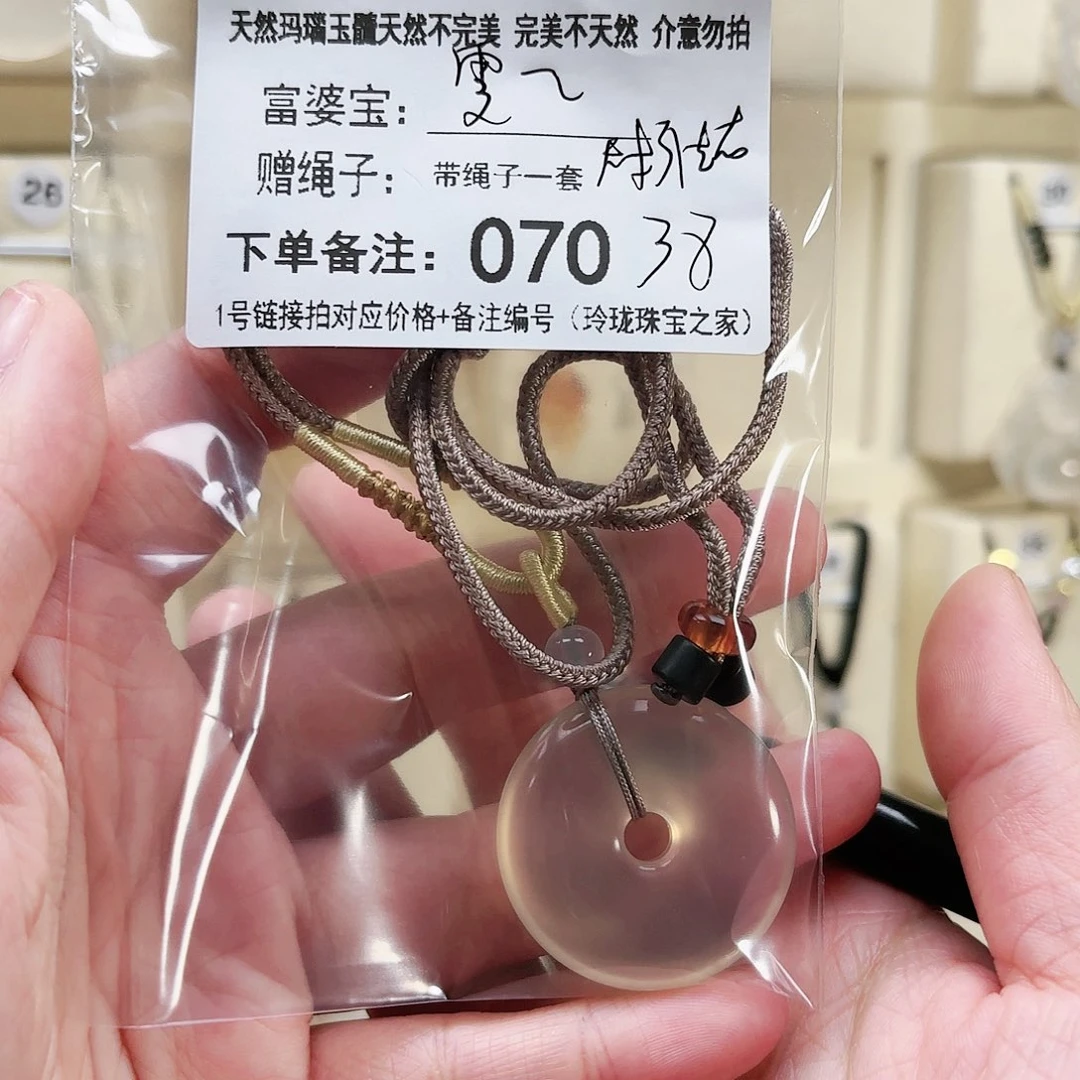 天然玛瑙玉髓天然不完美 完美不天然 介意勿拍
富婆宝：
赠绳子：带绳子一套
下单备注：070 38
1号链接拍对应价格+备注编号（玲珑珠宝之家）
26